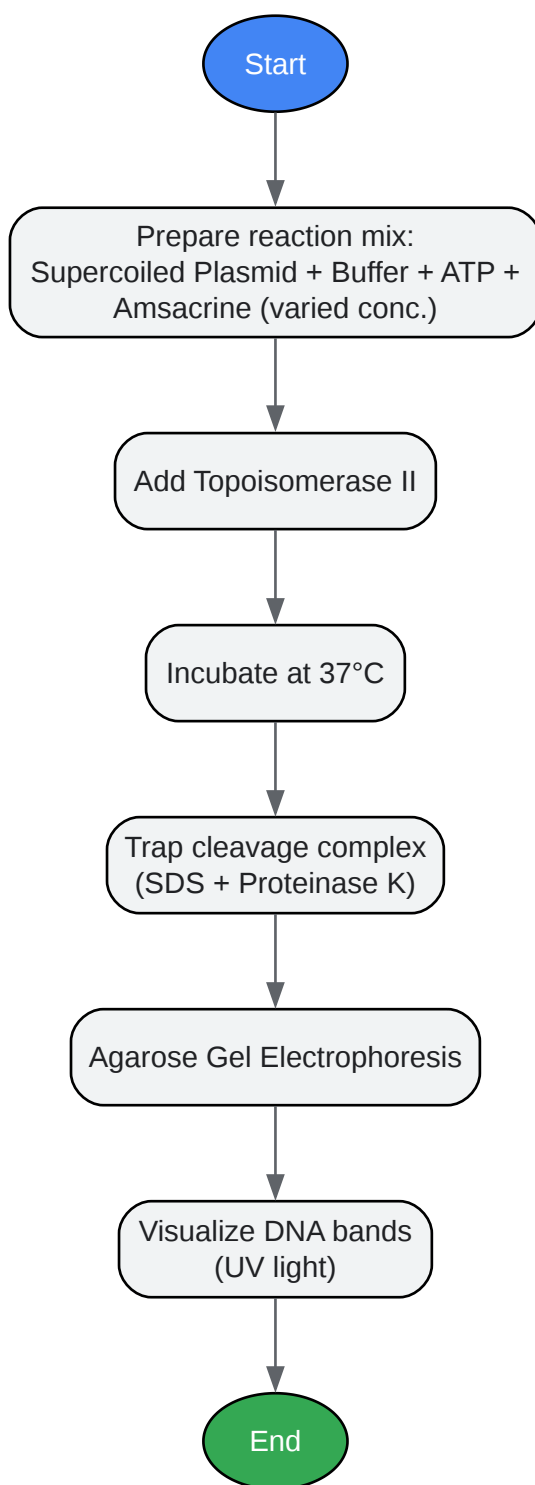 Start
Prepare reaction mix:
Supercoiled Plasmid + Buffer + ATP +
Amsacrine (varied conc.)
Add Topoisomerase II
Incubate at 37°C
Trap cleavage complex
(SDS + Proteinase K)
Agarose Gel Electrophoresis
Visualize DNA bands
(UV light)
End